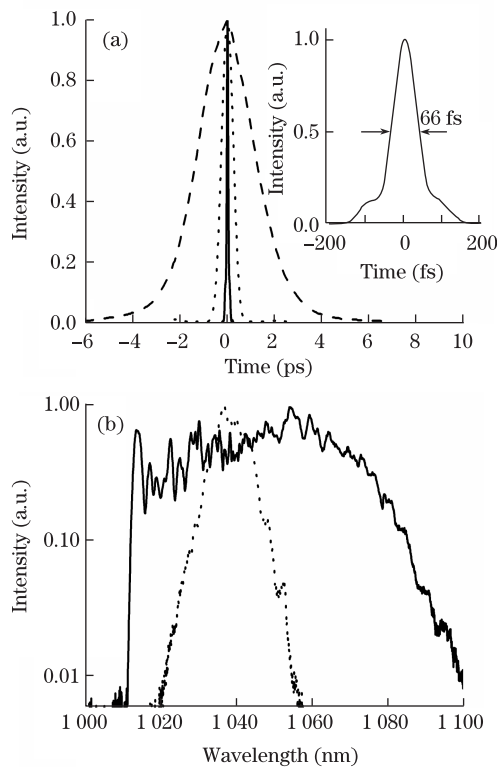 (a)
Intensity (a.u.)
1.0
0.8
0.6
0.4
0.2
0.0
−6 −4 −2 0 2 4 6 8 10
Time (ps)
Intensity (a.u.)
1.0
0.5
0.0
66 fs
−200 −100 0 100 200
Time (fs)
(b)
Intensity (a.u.)
1.00
0.10
0.01
1 000 1 020 1 040 1 060 1 080 1 100
Wavelength (nm)